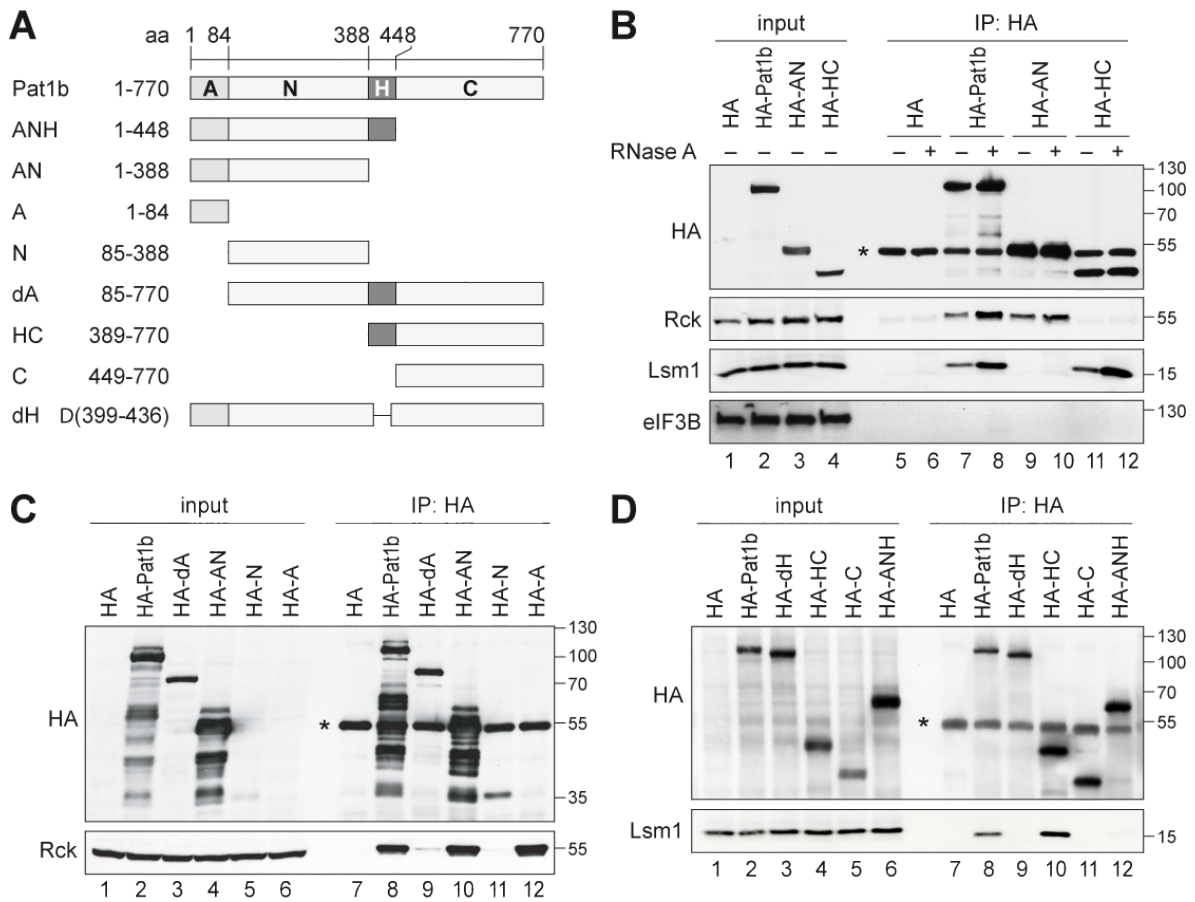 A
aa 1 84 388 448 770
Pat1b 1-770 A N H C
ANH 1-448
AN 1-388
A 1-84
N 85-388
dA 85-770
HC 389-770
C 449-770
dH D(399-436)
B
input IP: HA
HA HA-Pat1b HA-AN HA-HC HA HA-Pat1b HA-AN HA-HC
RNase A – – – – – + – + – + – +
HA * 130 100 70 55
Rck 55
Lsm1 15
eIF3B 130
1 2 3 4 5 6 7 8 9 10 11 12
C
input IP: HA
HA HA-Pat1b HA-dA HA-AN HA-N HA-A HA HA-Pat1b HA-dA HA-AN HA-N HA-A
HA * 130 100 70 55 35
Rck 55
1 2 3 4 5 6 7 8 9 10 11 12
D
input IP: HA
HA HA-Pat1b HA-dH HA-HC HA-C HA-ANH HA HA-Pat1b HA-dH HA-HC HA-C HA-ANH
HA * 130 100 70 55
Lsm1 15
1 2 3 4 5 6 7 8 9 10 11 12